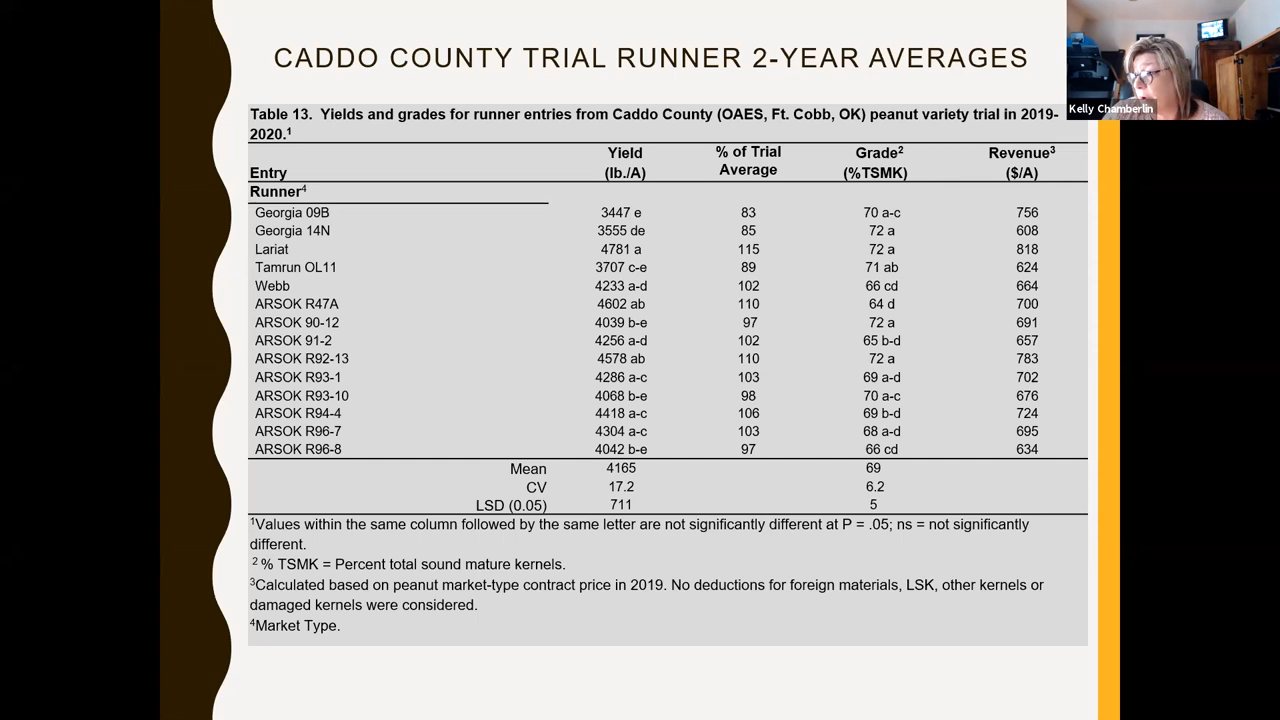 CADDO COUNTY TRIAL RUNNER 2-YEAR AVERAGES
Kelly Chamberlin
Table 13. Yields and grades for runner entries from Caddo County (OAES, Ft. Cobb, OK) peanut variety trial in 2019-
2020.¹
Entry Yield (lb./A) % of Trial Average Grade² (%TSMK) Revenue³ ($/A)
Runner⁴
Georgia 09B 3447 e 83 70 a-c 756
Georgia 14N 3555 de 85 72 a 608
Lariat 4781 a 115 72 a 818
Tamrun OL11 3707 c-e 89 71 ab 624
Webb 4233 a-d 102 66 cd 664
ARSOK R47A 4602 ab 110 64 d 700
ARSOK 90-12 4039 b-e 97 72 a 691
ARSOK 91-2 4256 a-d 102 65 b-d 657
ARSOK R92-13 4578 ab 110 72 a 783
ARSOK R93-1 4286 a-c 103 69 a-d 702
ARSOK R93-10 4068 b-e 98 70 a-c 676
ARSOK R94-4 4418 a-c 106 69 b-d 724
ARSOK R96-7 4304 a-c 103 68 a-d 695
ARSOK R96-8 4042 b-e 97 66 cd 634
Mean 4165 69
CV 17.2 6.2
LSD (0.05) 711 5
¹Values within the same column followed by the same letter are not significantly different at P = .05; ns = not significantly
different.
² % TSMK = Percent total sound mature kernels.
³Calculated based on peanut market-type contract price in 2019. No deductions for foreign materials, LSK, other kernels or
damaged kernels were considered.
⁴Market Type.